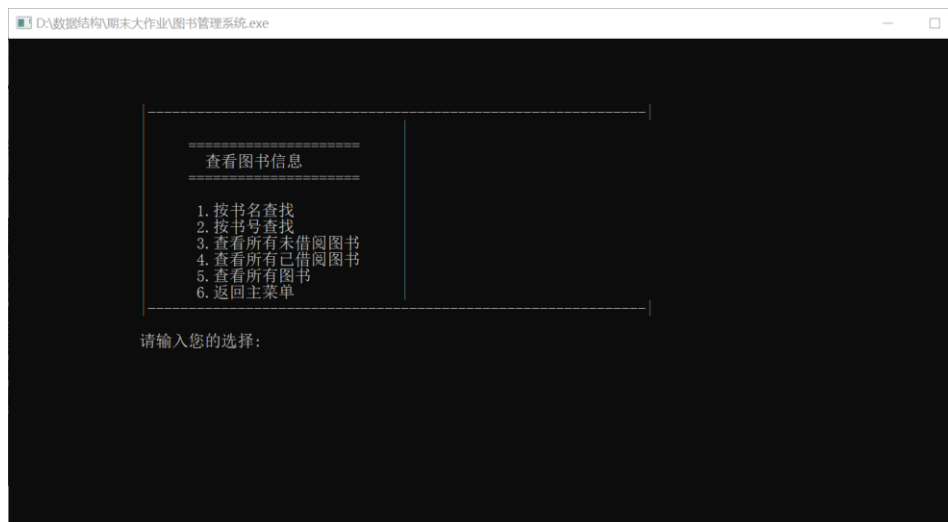 D:\数据结构\期末大作业\图书管理系统.exe
|-------------------------------------------------------------|
=====================
查看图书信息
=====================
1.按书名查找
2.按书号查找
3.查看所有未借阅图书
4.查看所有已借阅图书
5.查看所有图书
6.返回主菜单
|-------------------------------------------------------------|
请输入您的选择: